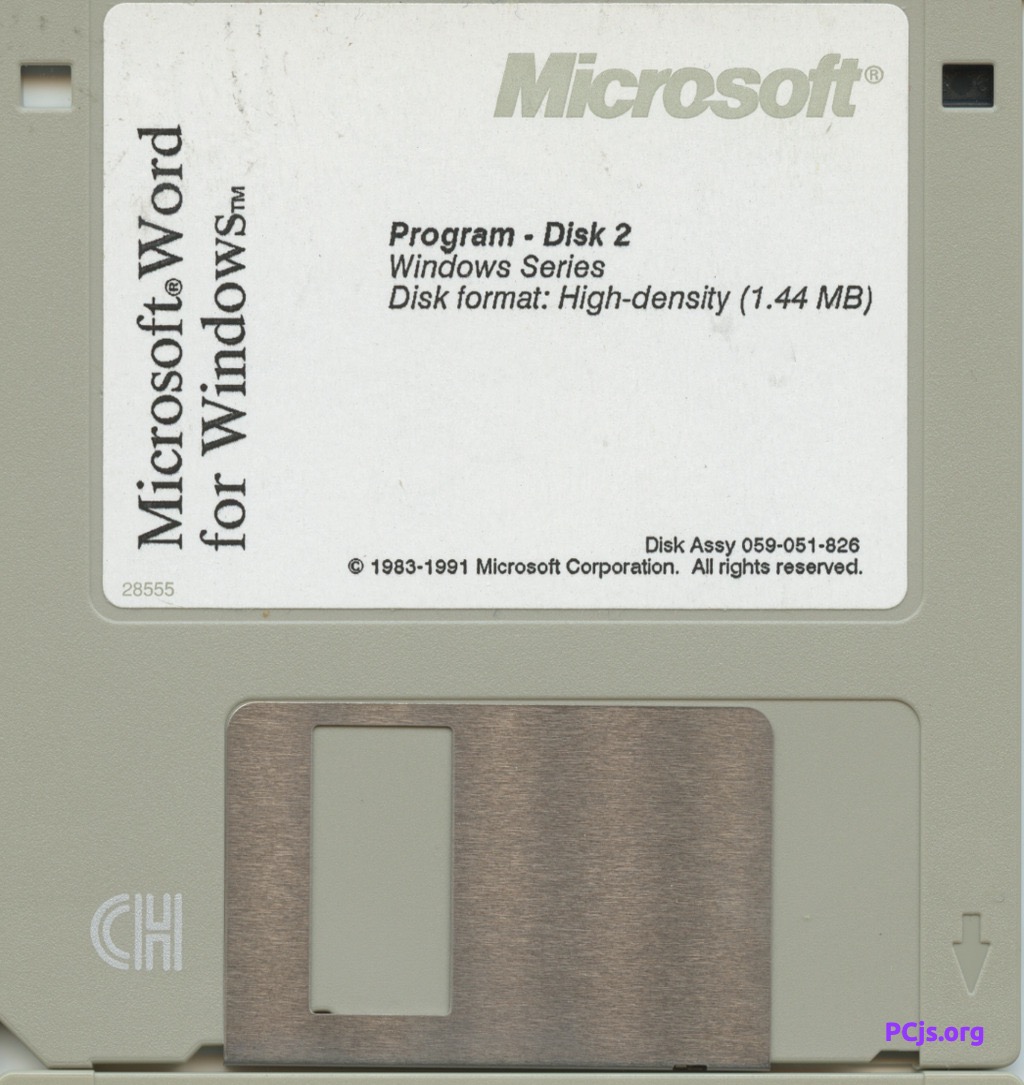 Microsoft®
Microsoft® Word
for Windows™
Program - Disk 2
Windows Series
Disk format: High-density (1.44 MB)
Disk Assy 059-051-826
© 1983-1991 Microsoft Corporation. All rights reserved.
28555
CH
PCjs.org